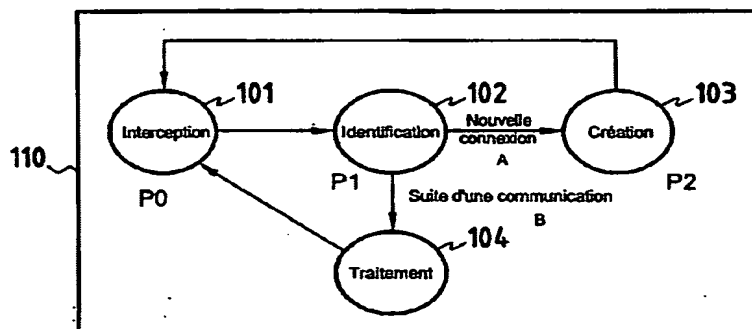 101
102
103
Interception
Identification
Nouvelle
connexion
A
Création
110
P0
P1
P2
Suite d'une communication
B
104
Traitement